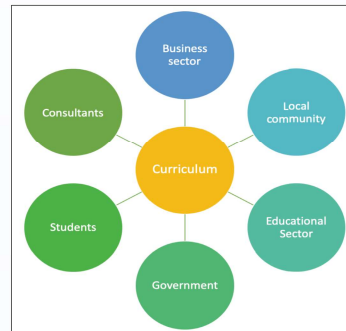 Business
sector
Consultants
Local
community
Curriculum
Students
Educational
Sector
Government